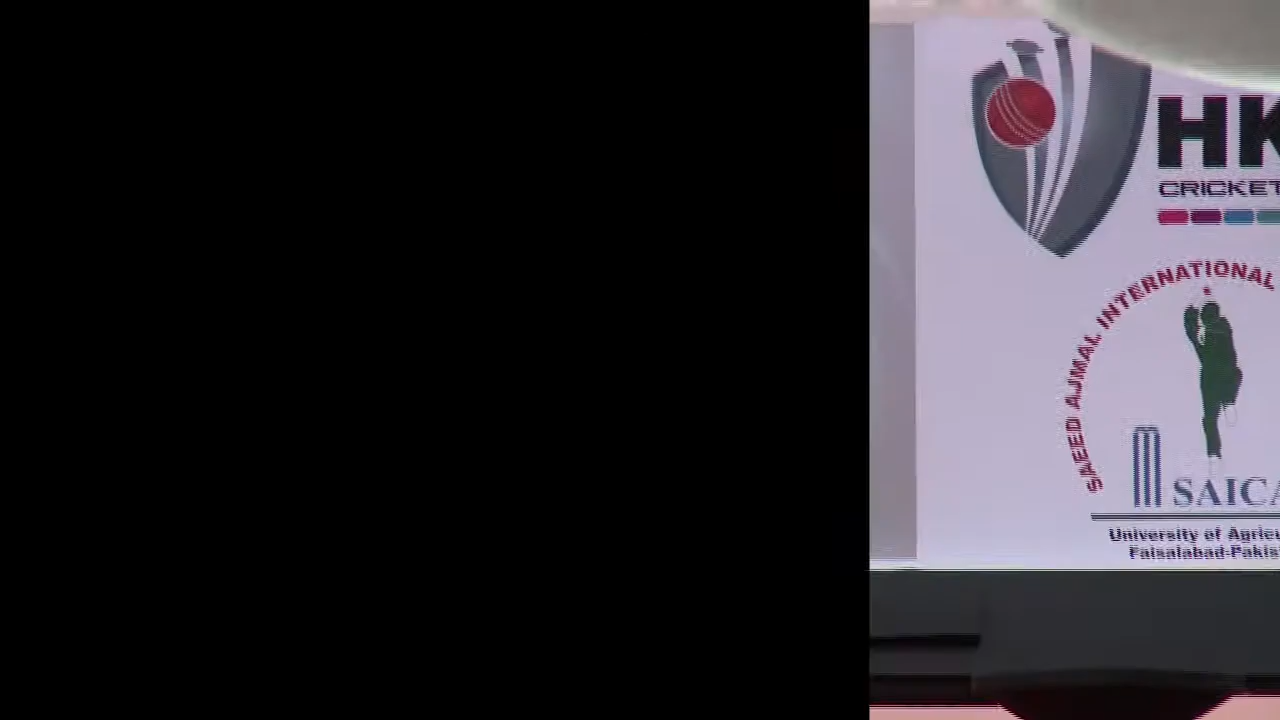 HK
CRICKET
SAEED AJMAL INTERNATIONAL
SAICA
University of Agricu
Faisalabad-Pakis